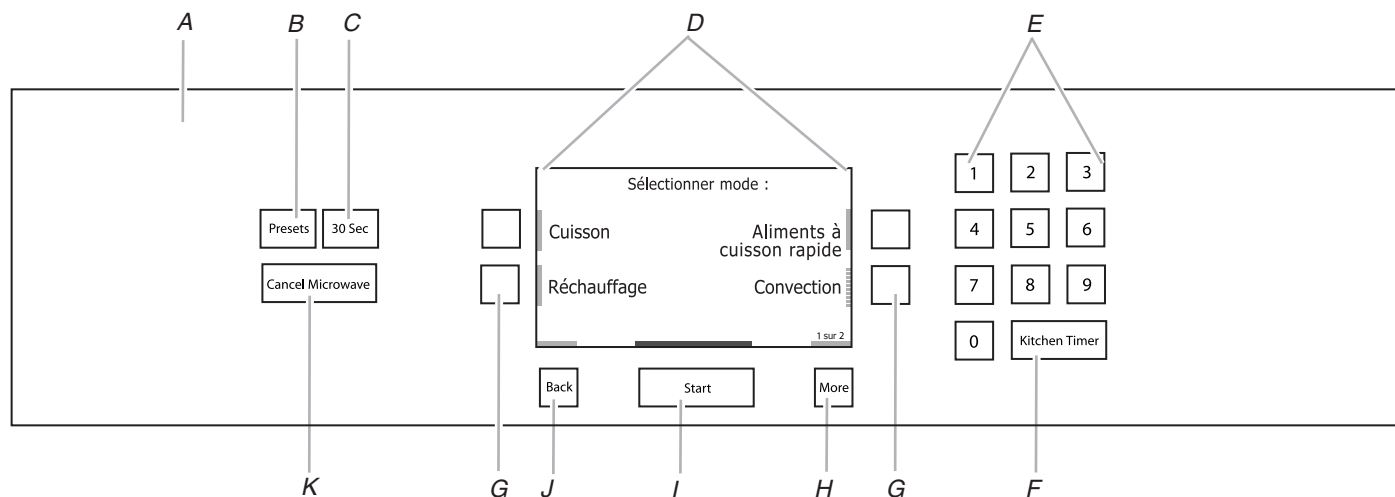 A
B
C
D
E
Presets
30 Sec
Cancel Microwave
Sélectionner mode :
Cuisson
Aliments à
cuisson rapide
Réchauffage
Convection
1 sur 2
Back
Start
More
1 2 3
4 5 6
7 8 9
0 Kitchen Timer
K
G
J
I
H
G
F